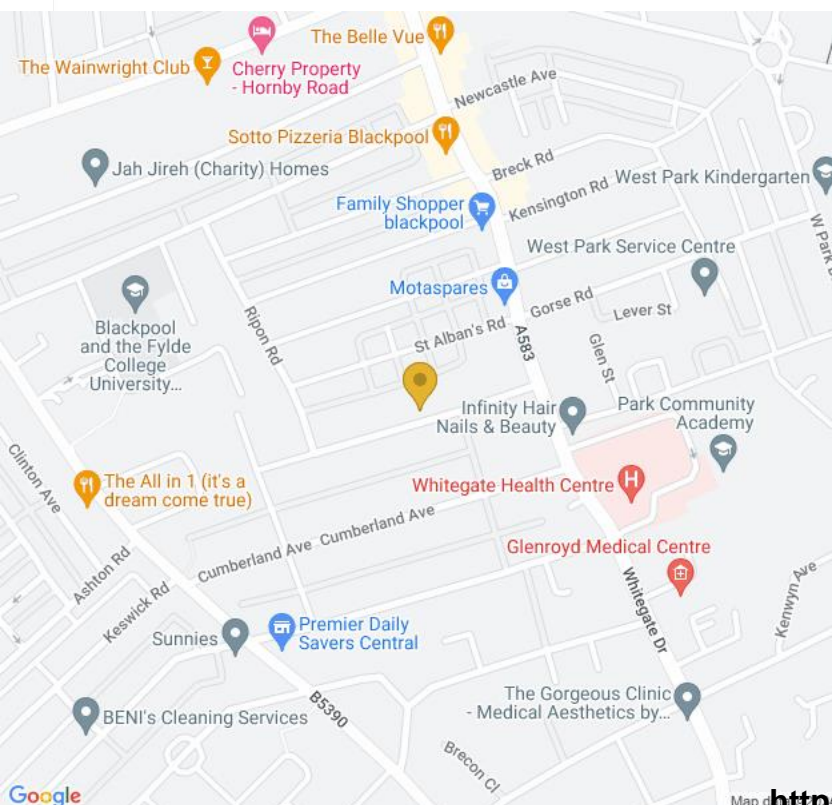 The Belle Vue
The Wainwright Club
Cherry Property
- Hornby Road
Newcastle Ave
Sotto Pizzeria Blackpool
Jah Jireh (Charity) Homes
Breck Rd
West Park Kindergarten
Family Shopper
blackpool
Kensington Rd
West Park Service Centre
Motaspares
Gorse Rd
Lever St
Blackpool
and the Fylde
College
University...
Ripon Rd
St Alban's Rd
A583
Glen St
Infinity Hair
Nails & Beauty
Park Community
Academy
Clinton Ave
The All in 1 (it's a
dream come true)
Whitegate Health Centre
Cumberland Ave
Cumberland Ave
Glenroyd Medical Centre
Ashton Rd
Keswick Rd
Whitegate Dr
Kenwyn Ave
Sunnies
Premier Daily
Savers Central
BENI's Cleaning Services
B5390
The Gorgeous Clinic
- Medical Aesthetics by...
Brecon Cl
Google
Map
http